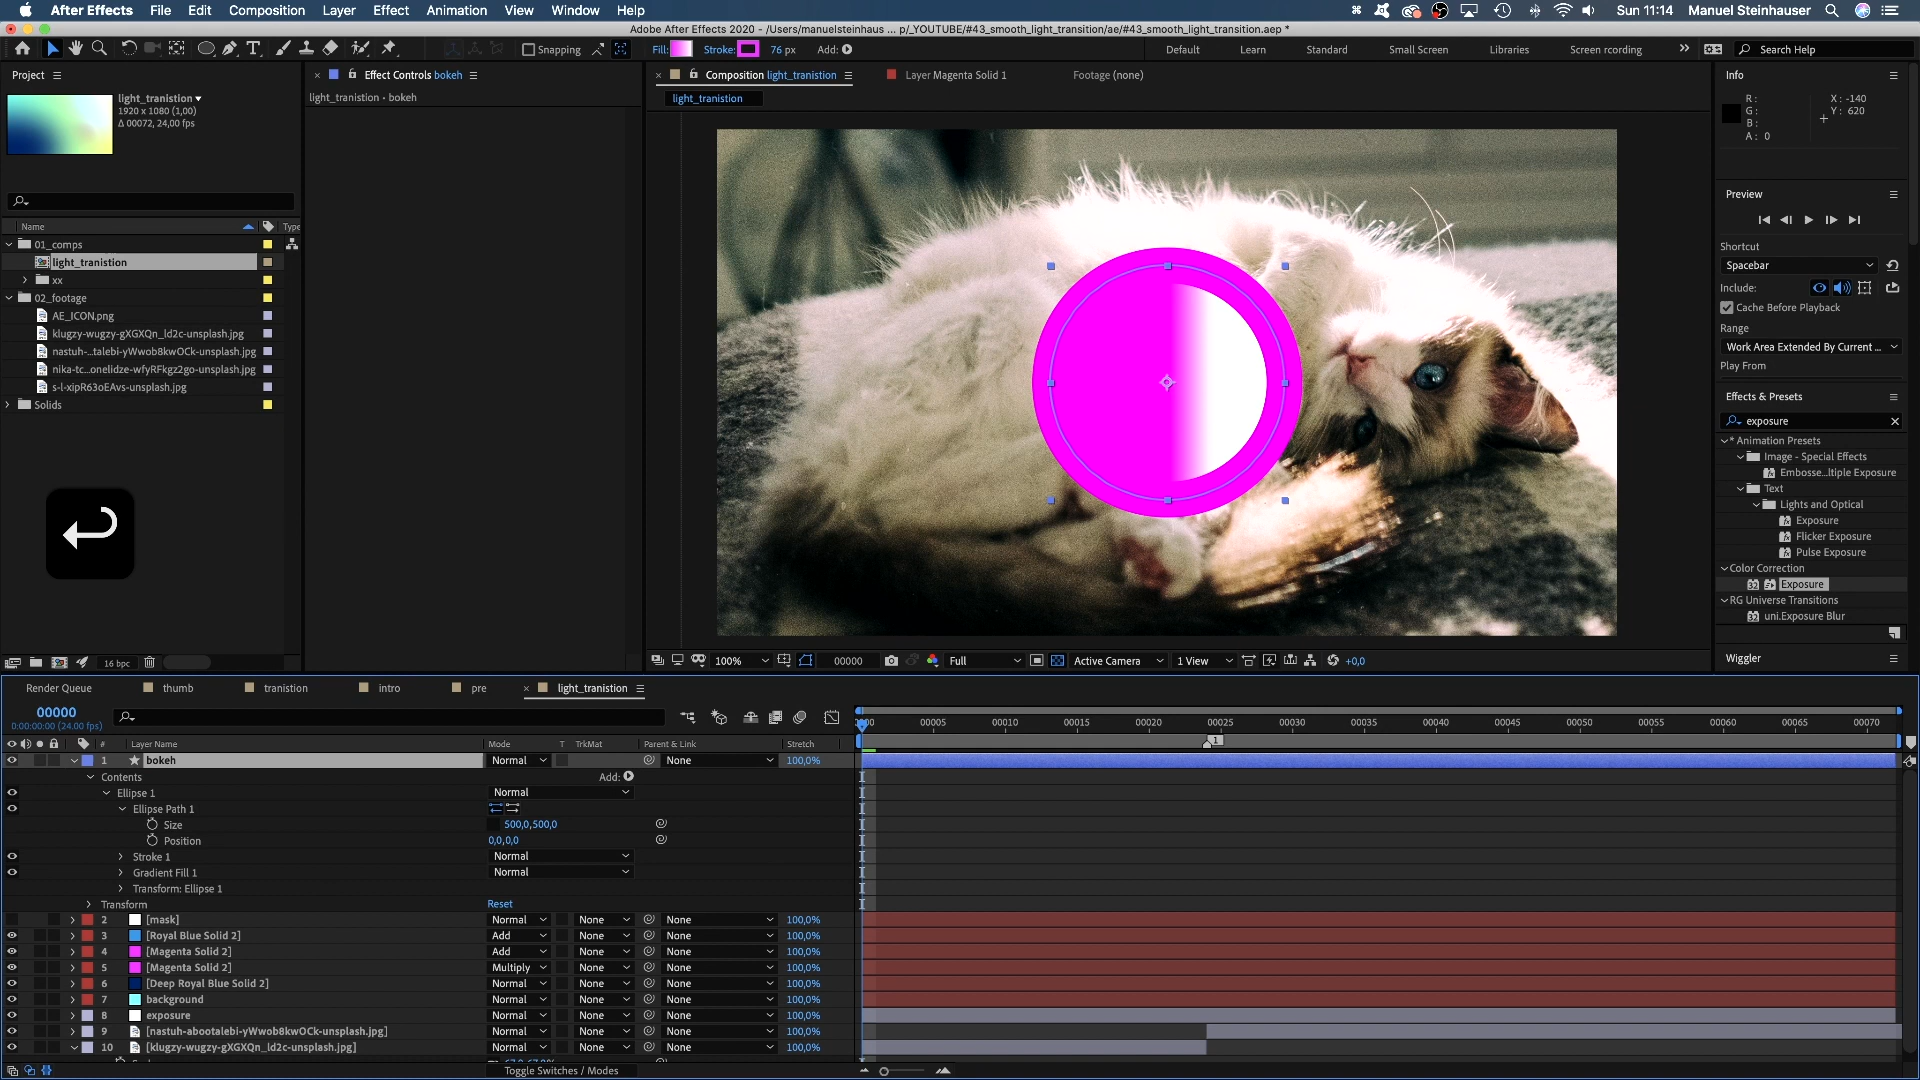 After Effects File Edit Composition Layer Effect Animation View Window Help Sun 11:14 Manuel Steinhauser
Adobe After Effects 2020 - /Users/manuelsteinhaus ... p/_YOUTUBE/#43_smooth_light_transition/ae/#43_smooth_light_transition.aep *
Snapping Fill: Stroke: 76 px Add: Default Learn Standard Small Screen Libraries Screen rcording Search Help
Project
Effect Controls bokeh
Composition light_tranistion
Layer Magenta Solid 1
Footage (none)
Info
light_tranistion
1920 x 1080 (1,00)
Δ 00072, 24,00 fps
light_tranistion • bokeh
light_tranistion
R :
G :
B :
A : 0
X : -140
Y : 620
Preview
Shortcut
Spacebar
Include:
Cache Before Playback
Range
Work Area Extended By Current ...
Play From
Name Type
01_comps
light_tranistion
xx
02_footage
AE_ICON.png
klugzy-wugzy-gXGXQn_ld2c-unsplash.jpg
nastuh-...talebi-yWwob8kwOCk-unsplash.jpg
nika-tc...onelidze-wfyRFkgz2go-unsplash.jpg
s-l-xipR63oEAvs-unsplash.jpg
Solids
Effects & Presets
exposure
* Animation Presets
Image - Special Effects
Embosse...ltiple Exposure
Text
Lights and Optical
Exposure
Flicker Exposure
Pulse Exposure
Color Correction
Exposure
RG Universe Transitions
uni.Exposure Blur
Wiggler
16 bpc
100% 00000 Full Active Camera 1 View +0,0
Render Queue thumb tranistion intro pre light_tranistion
00000
0:00:00:00 (24.00 fps)
00005 00010 00015 00020 00025 00030 00035 00040 00045 00050 00055 00060 00065 00070
# Layer Name Mode T TrkMat Parent & Link Stretch
1
1 bokeh Normal None 100,0%
Contents Add:
Ellipse 1 Normal
Ellipse Path 1
Size 500,0,500,0
Position 0,0,0,0
Stroke 1 Normal
Gradient Fill 1 Normal
Transform: Ellipse 1
Transform Reset
2 [mask] Normal None None 100,0%
3 [Royal Blue Solid 2] Add None None 100,0%
4 [Magenta Solid 2] Add None None 100,0%
5 [Magenta Solid 2] Multiply None None 100,0%
6 [Deep Royal Blue Solid 2] Normal None None 100,0%
7 background Normal None None 100,0%
8 exposure Normal None None 100,0%
9 [nastuh-abootalebi-yWwob8kwOCk-unsplash.jpg] Normal None None 100,0%
10 [klugzy-wugzy-gXGXQn_ld2c-unsplash.jpg] Normal None None 100,0%
Toggle Switches / Modes